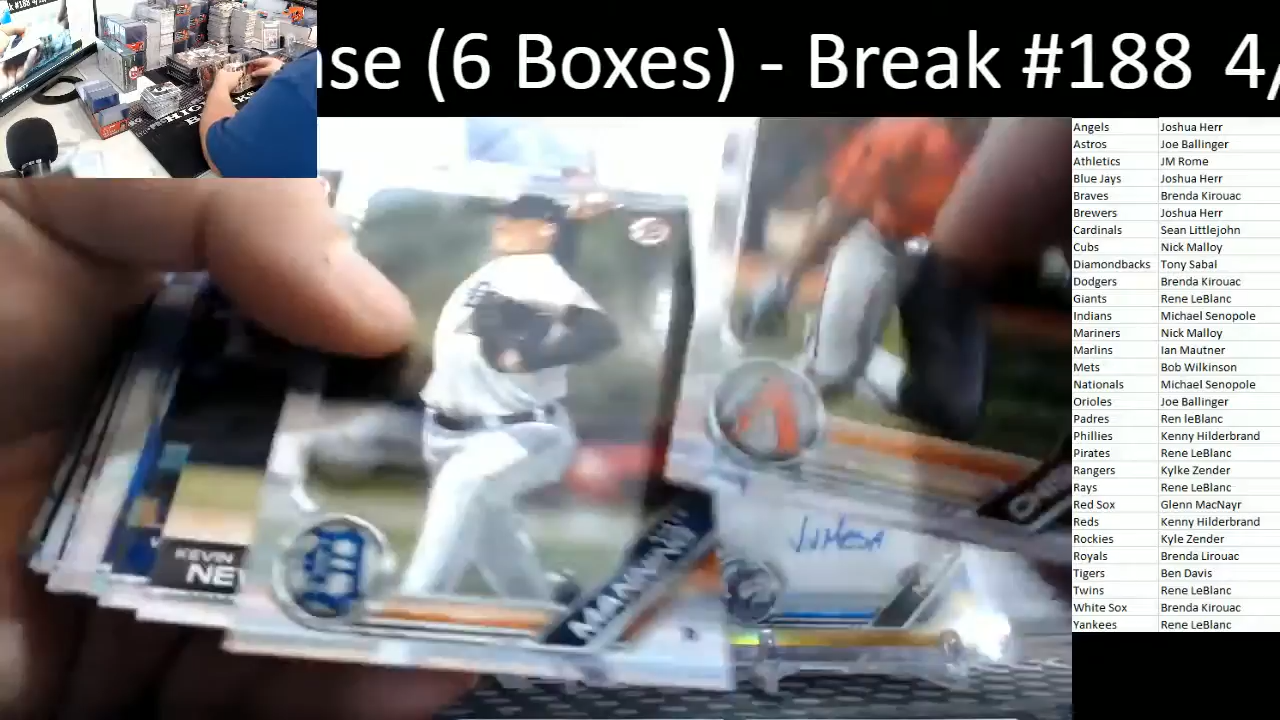 se (6 Boxes) - Break #188 4/
Angels Joshua Herr
Astros Joe Ballinger
Athletics JM Rome
Blue Jays Joshua Herr
Braves Brenda Kirouac
Brewers Joshua Herr
Cardinals Sean Littlejohn
Cubs Nick Malloy
Diamondbacks Tony Sabal
Dodgers Brenda Kirouac
Giants Rene LeBlanc
Indians Michael Senopole
Mariners Nick Malloy
Marlins Ian Mautner
Mets Bob Wilkinson
Nationals Michael Senopole
Orioles Joe Ballinger
Padres Ren leBlanc
Phillies Kenny Hilderbrand
Pirates Rene LeBlanc
Rangers Kylke Zender
Rays Rene LeBlanc
Red Sox Glenn MacNayr
Reds Kenny Hilderbrand
Rockies Kyle Zender
Royals Brenda Lirouac
Tigers Ben Davis
Twins Rene LeBlanc
White Sox Brenda Kirouac
Yankees Rene LeBlanc
KEVIN
NE
MANNING